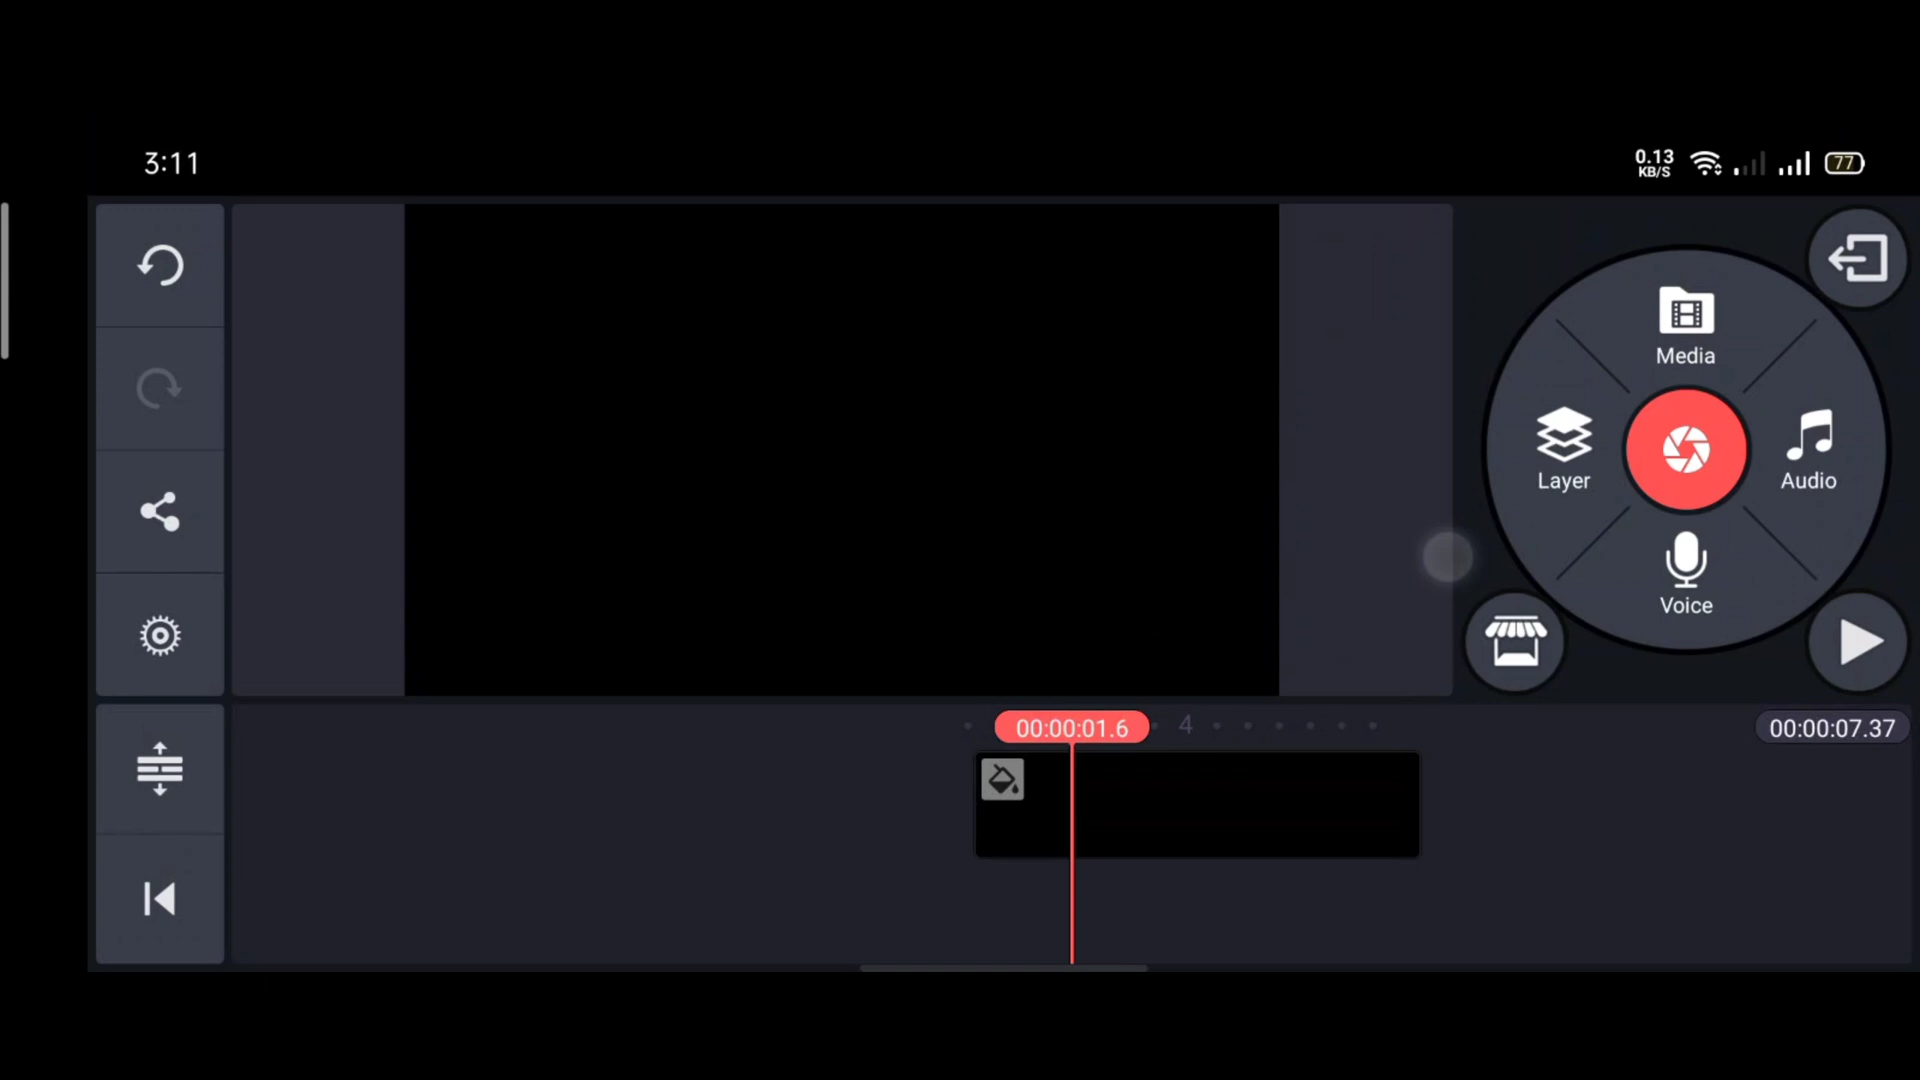 3:11
0.13
KB/S
77
Media
Layer
Audio
Voice
00:00:01.6
4
00:00:07.37